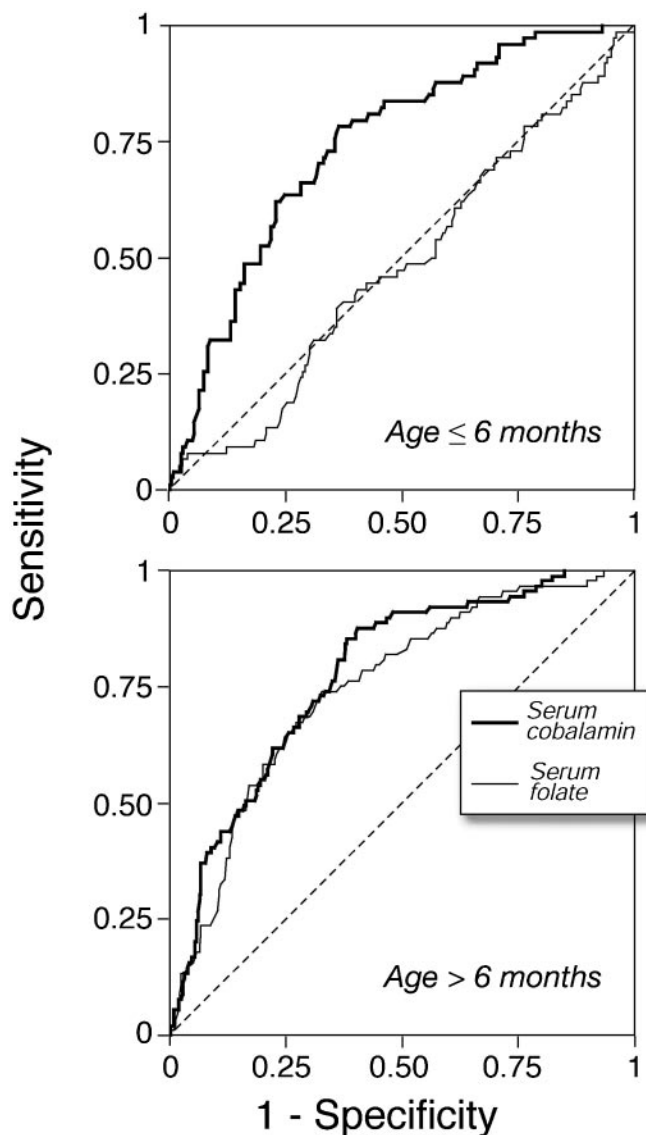 Sensitivity
1
0.75
0.50
0.25
0
0
0.25
0.50
0.75
1
Age ≤ 6 months
1
0.75
0.50
0.25
0
0
0.25
0.50
0.75
1
Serum
cobalamin
Serum
folate
Age > 6 months
1 - Specificity